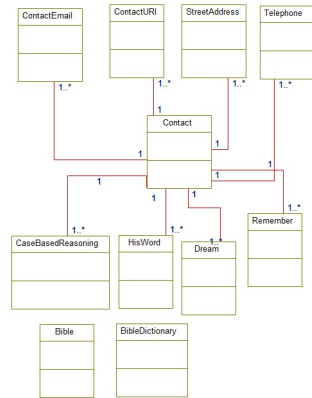 ContactEmail
ContactURI
StreetAddress
Telephone
1..*
1..*
1..*
1..*
1
Contact
1
1
1
1
1
1
1
1..*
1..*
1..
1..*
CaseBasedReasoning
HisWord
Dream
Remember
Bible
BibleDictionary